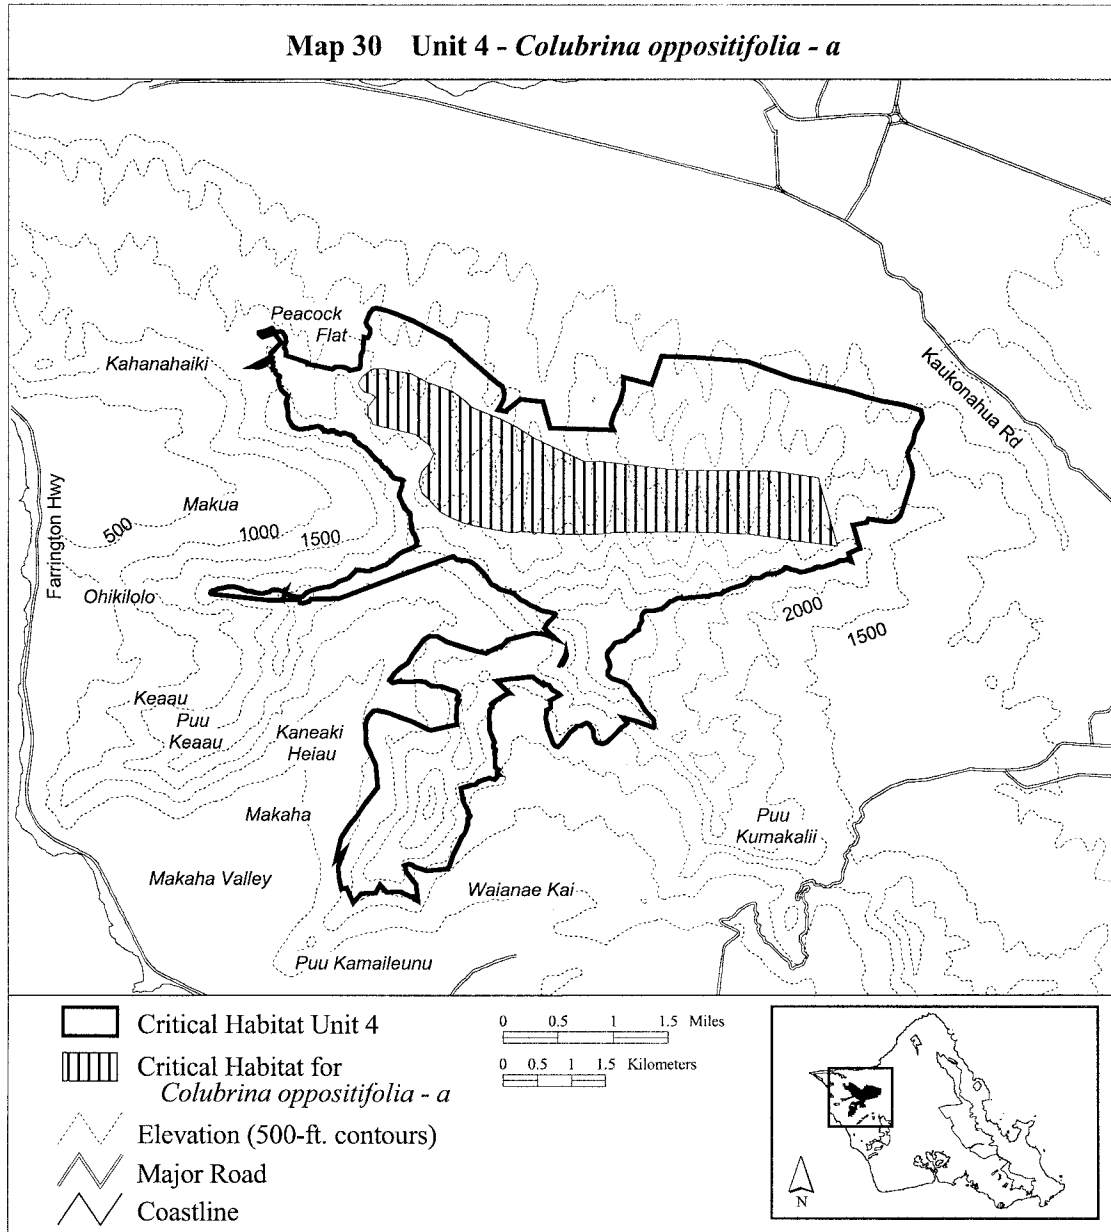 Map 30 Unit 4 - Colubrina oppositifolia - a
Peacock
Flat
Kahanahaiki
Kaukonahua Rd
Farrington Hwy
Makua
500
1000
1500
Ohikilolo
2000
1500
Keaau
Puu
Keaau
Kaneaki
Heiau
Makaha
Puu
Kumakalii
Makaha Valley
Waianae Kai
Puu Kamaileunu
Critical Habitat Unit 4
Critical Habitat for
Colubrina oppositifolia - a
Elevation (500-ft. contours)
Major Road
Coastline
0 0.5 1 1.5 Miles
0 0.5 1 1.5 Kilometers
N